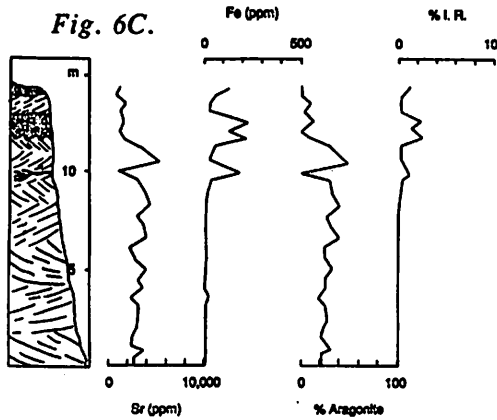 Fig. 6C.
Fe (ppm)
0 500
% I. R.
0 10
m
10
5
0 10,000
Sr (ppm)
0 100
% Aragonite